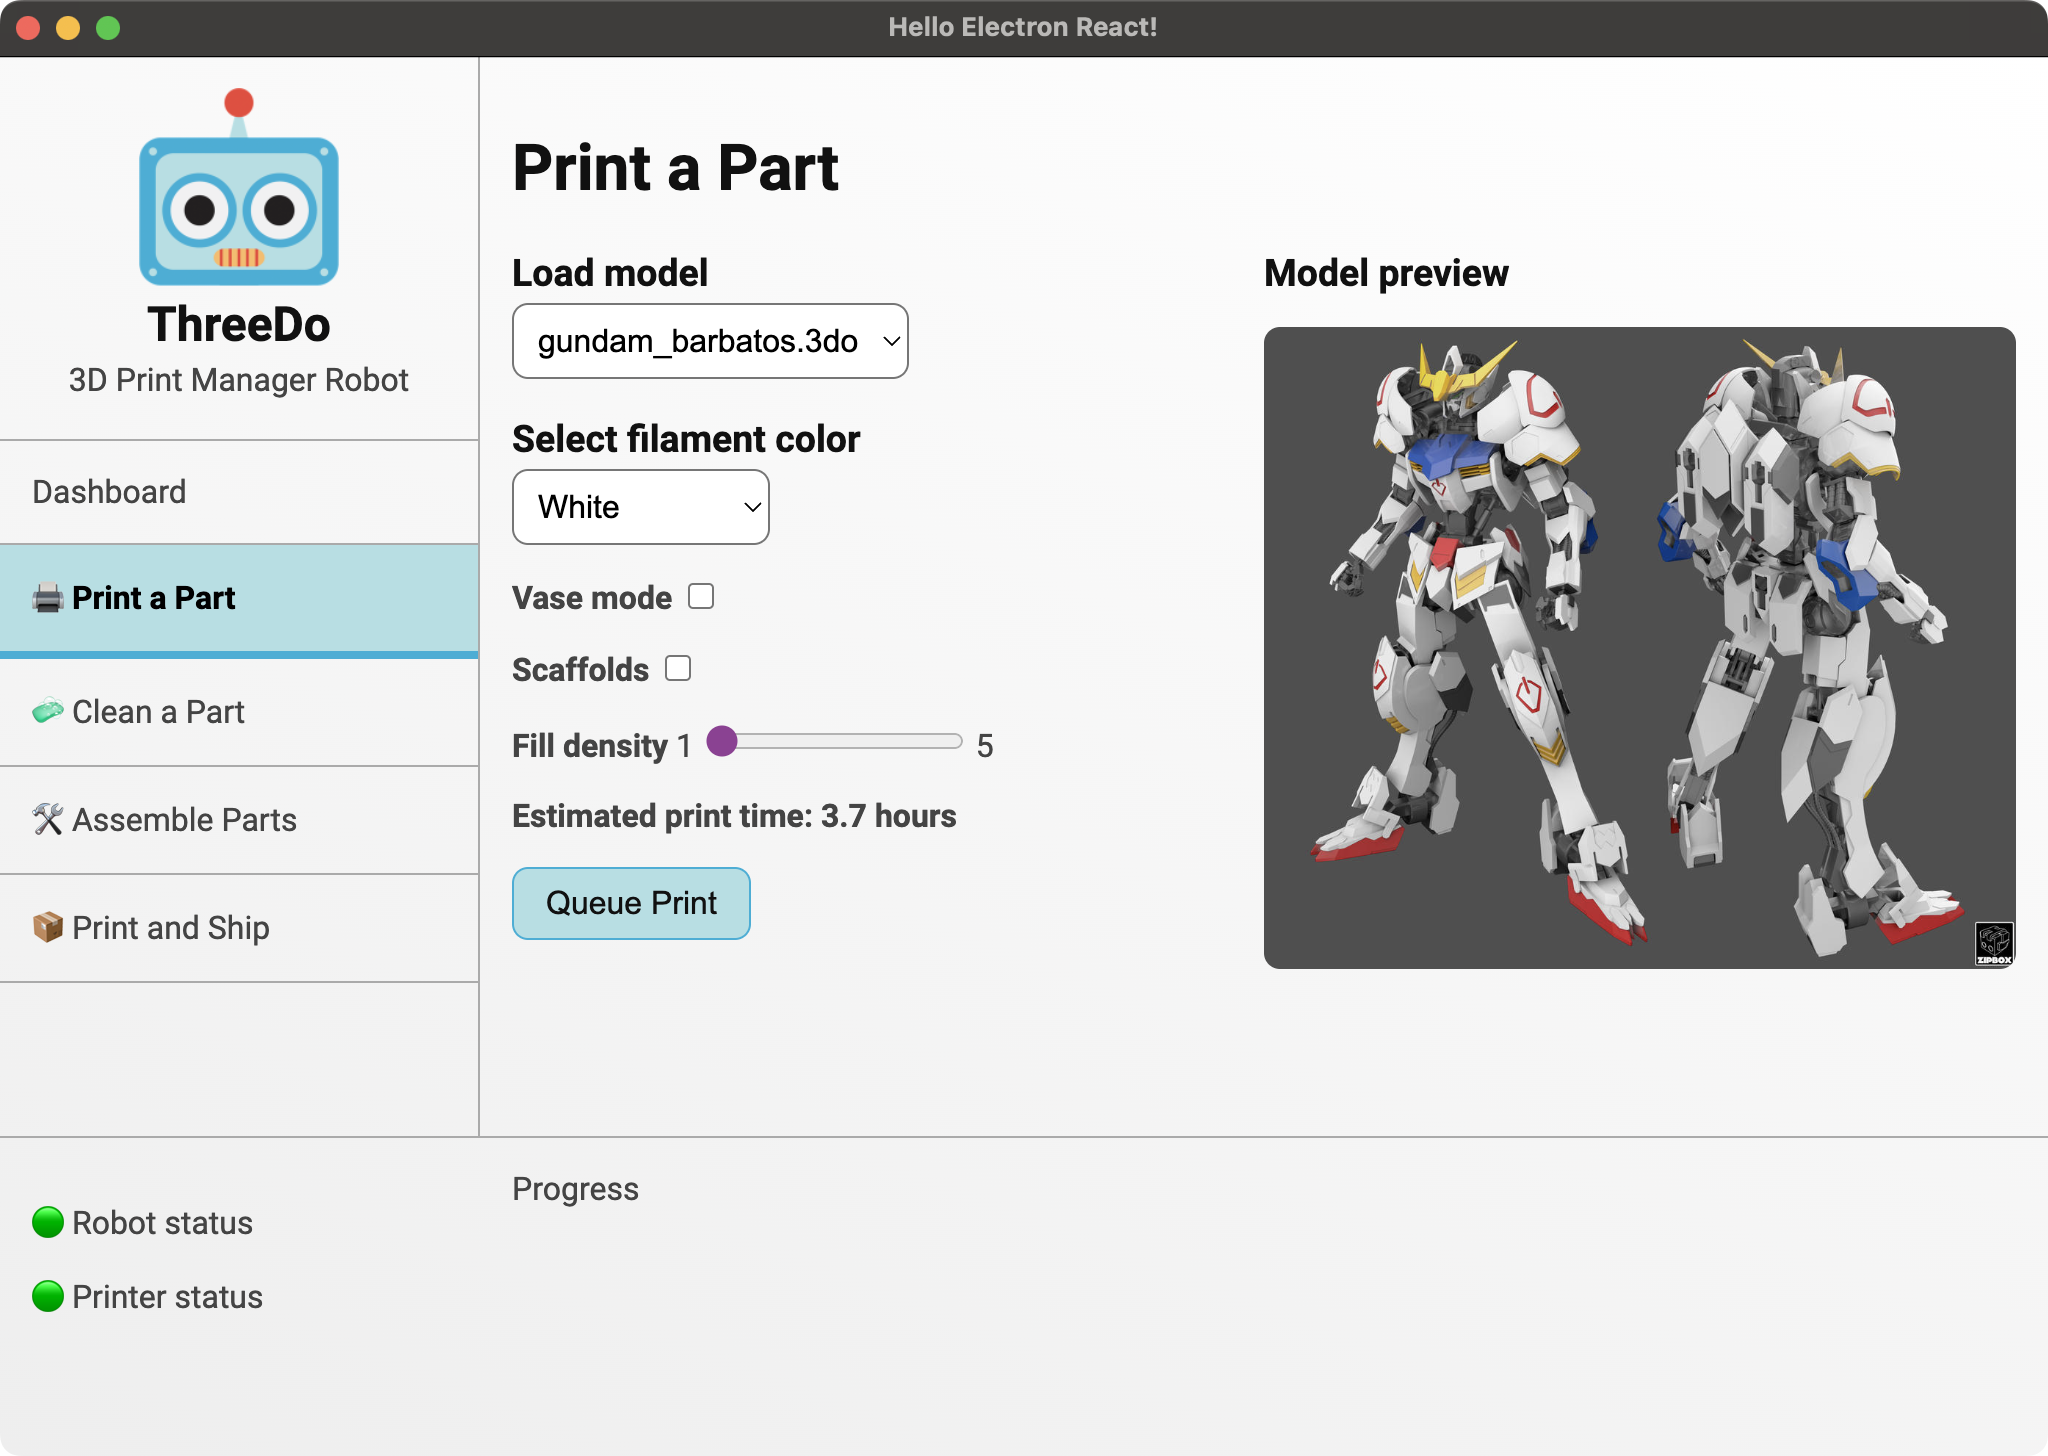 Hello Electron React!
ThreeDo
3D Print Manager Robot
Dashboard
Print a Part
Clean a Part
Assemble Parts
Print and Ship
Print a Part
Load model
gundam_barbatos.3do
Select filament color
White
Vase mode
Scaffolds
Fill density 1 5
Estimated print time: 3.7 hours
Queue Print
Model preview
ZIPBOX
Robot status
Printer status
Progress